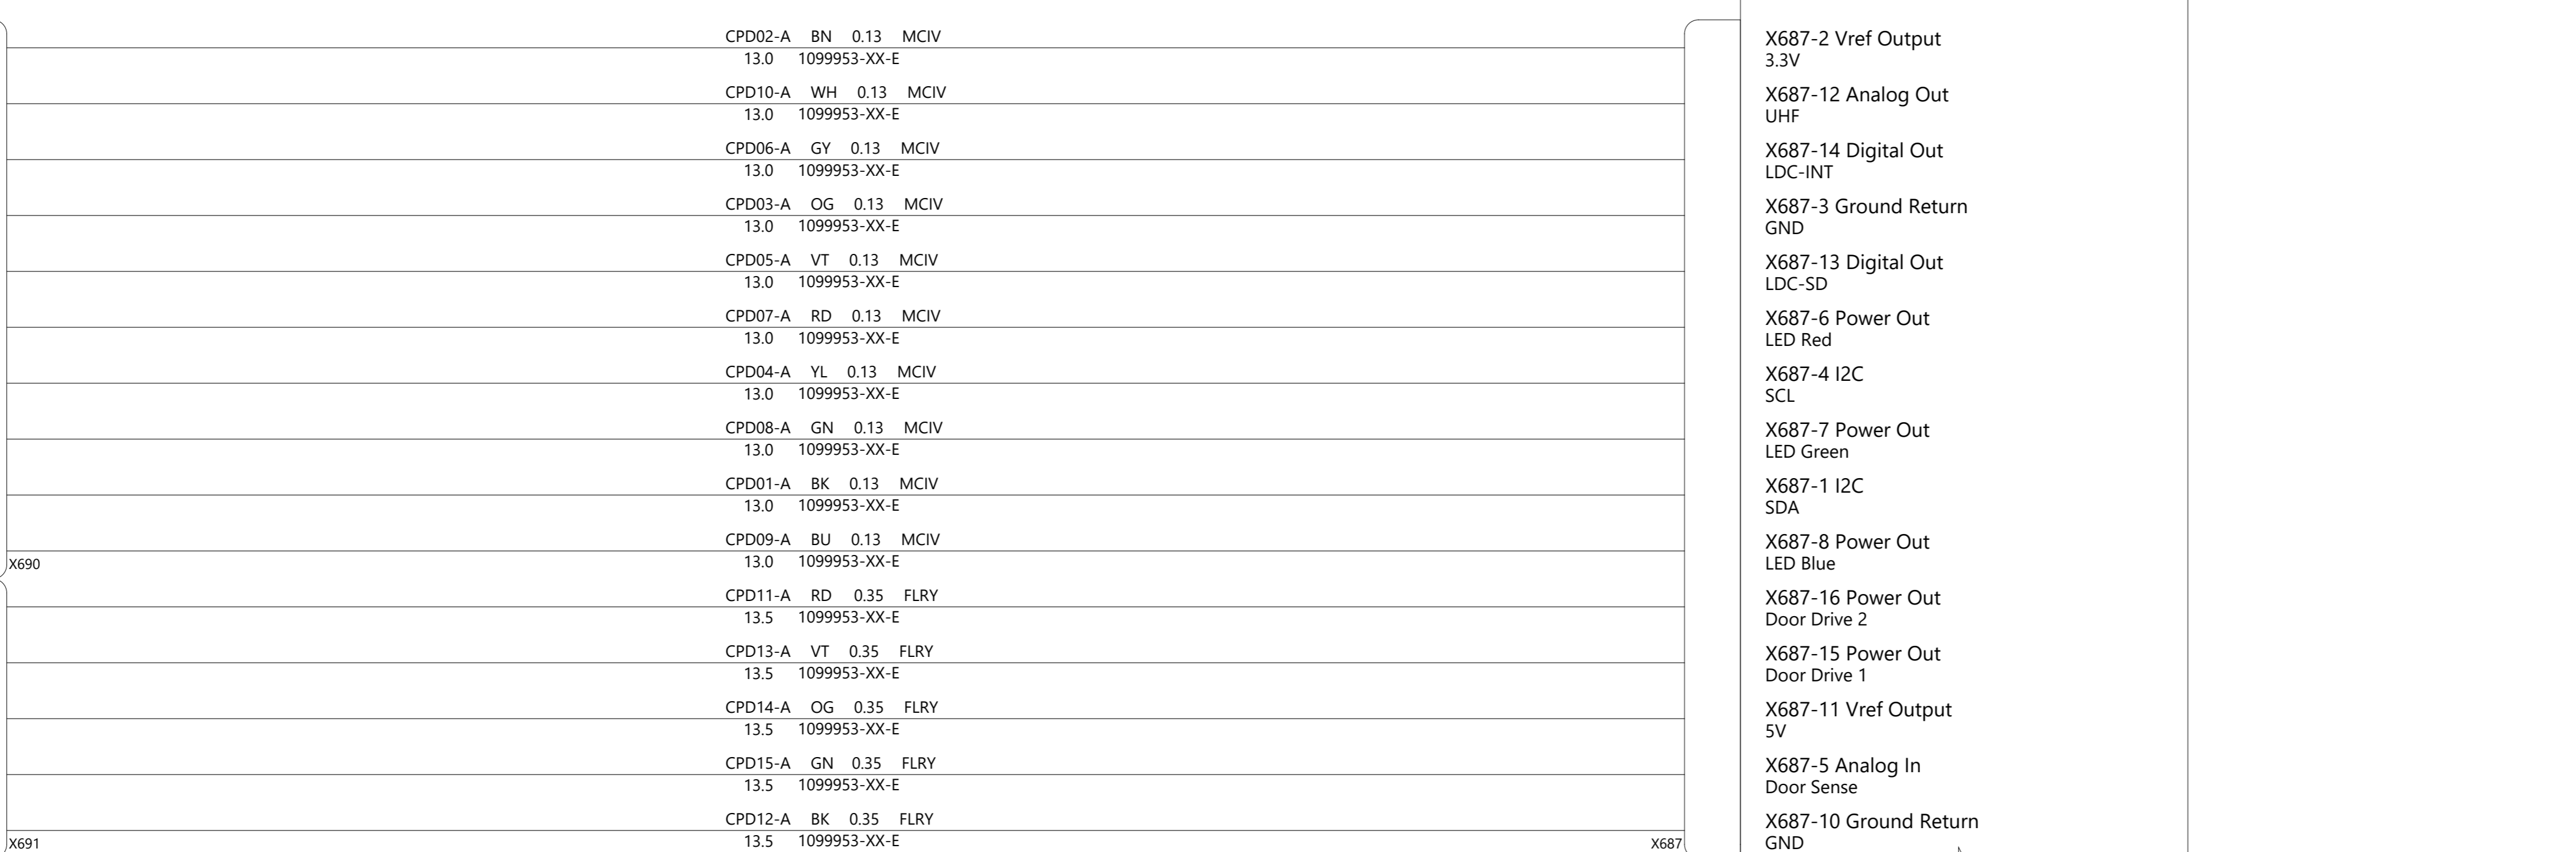 CPD02-A BN 0.13 MCIV
13.0 1099953-XX-E
X687-2 Vref Output
3.3V
CPD10-A WH 0.13 MCIV
13.0 1099953-XX-E
X687-12 Analog Out
UHF
CPD06-A GY 0.13 MCIV
13.0 1099953-XX-E
X687-14 Digital Out
LDC-INT
CPD03-A OG 0.13 MCIV
13.0 1099953-XX-E
X687-3 Ground Return
GND
CPD05-A VT 0.13 MCIV
13.0 1099953-XX-E
X687-13 Digital Out
LDC-SD
CPD07-A RD 0.13 MCIV
13.0 1099953-XX-E
X687-6 Power Out
LED Red
CPD04-A YL 0.13 MCIV
13.0 1099953-XX-E
X687-4 I2C
SCL
CPD08-A GN 0.13 MCIV
13.0 1099953-XX-E
X687-7 Power Out
LED Green
CPD01-A BK 0.13 MCIV
13.0 1099953-XX-E
X687-1 I2C
SDA
CPD09-A BU 0.13 MCIV
13.0 1099953-XX-E
X687-8 Power Out
LED Blue
X690
CPD11-A RD 0.35 FLRY
13.5 1099953-XX-E
X687-16 Power Out
Door Drive 2
CPD13-A VT 0.35 FLRY
13.5 1099953-XX-E
X687-15 Power Out
Door Drive 1
CPD14-A OG 0.35 FLRY
13.5 1099953-XX-E
X687-11 Vref Output
5V
CPD15-A GN 0.35 FLRY
13.5 1099953-XX-E
X687-5 Analog In
Door Sense
CPD12-A BK 0.35 FLRY
13.5 1099953-XX-E
X687-10 Ground Return
GND
X691
X687